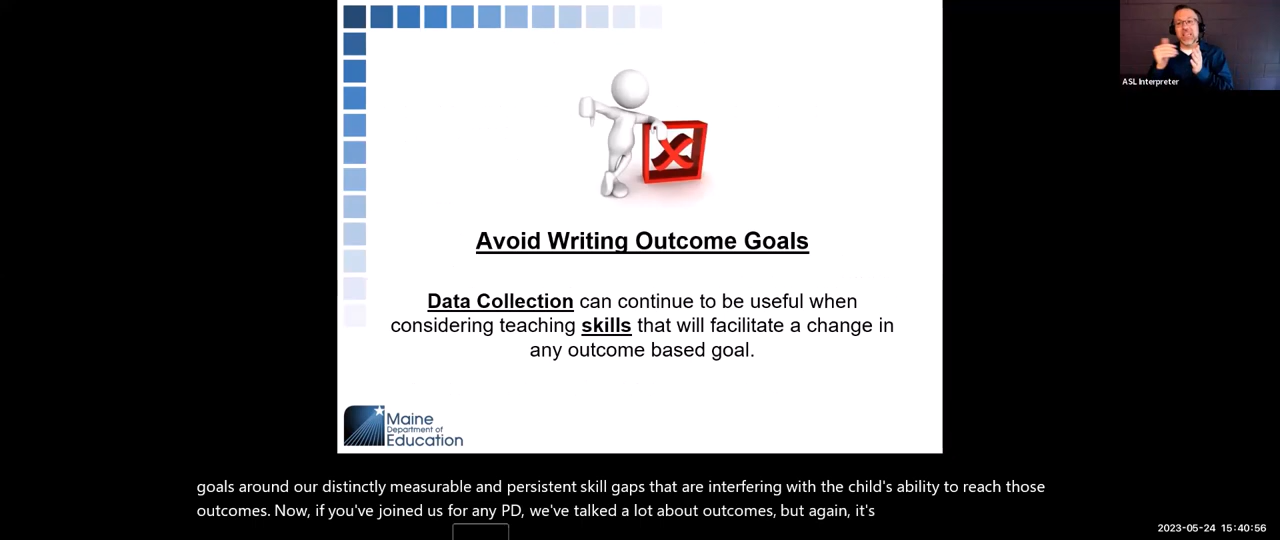 ASL Interpreter
Avoid Writing Outcome Goals
Data Collection can continue to be useful when
considering teaching skills that will facilitate a change in
any outcome based goal.
Maine
Department of
Education
goals around our distinctly measurable and persistent skill gaps that are interfering with the child's ability to reach those
outcomes. Now, if you've joined us for any PD, we've talked a lot about outcomes, but again, it's
2023-05-24 15:40:56